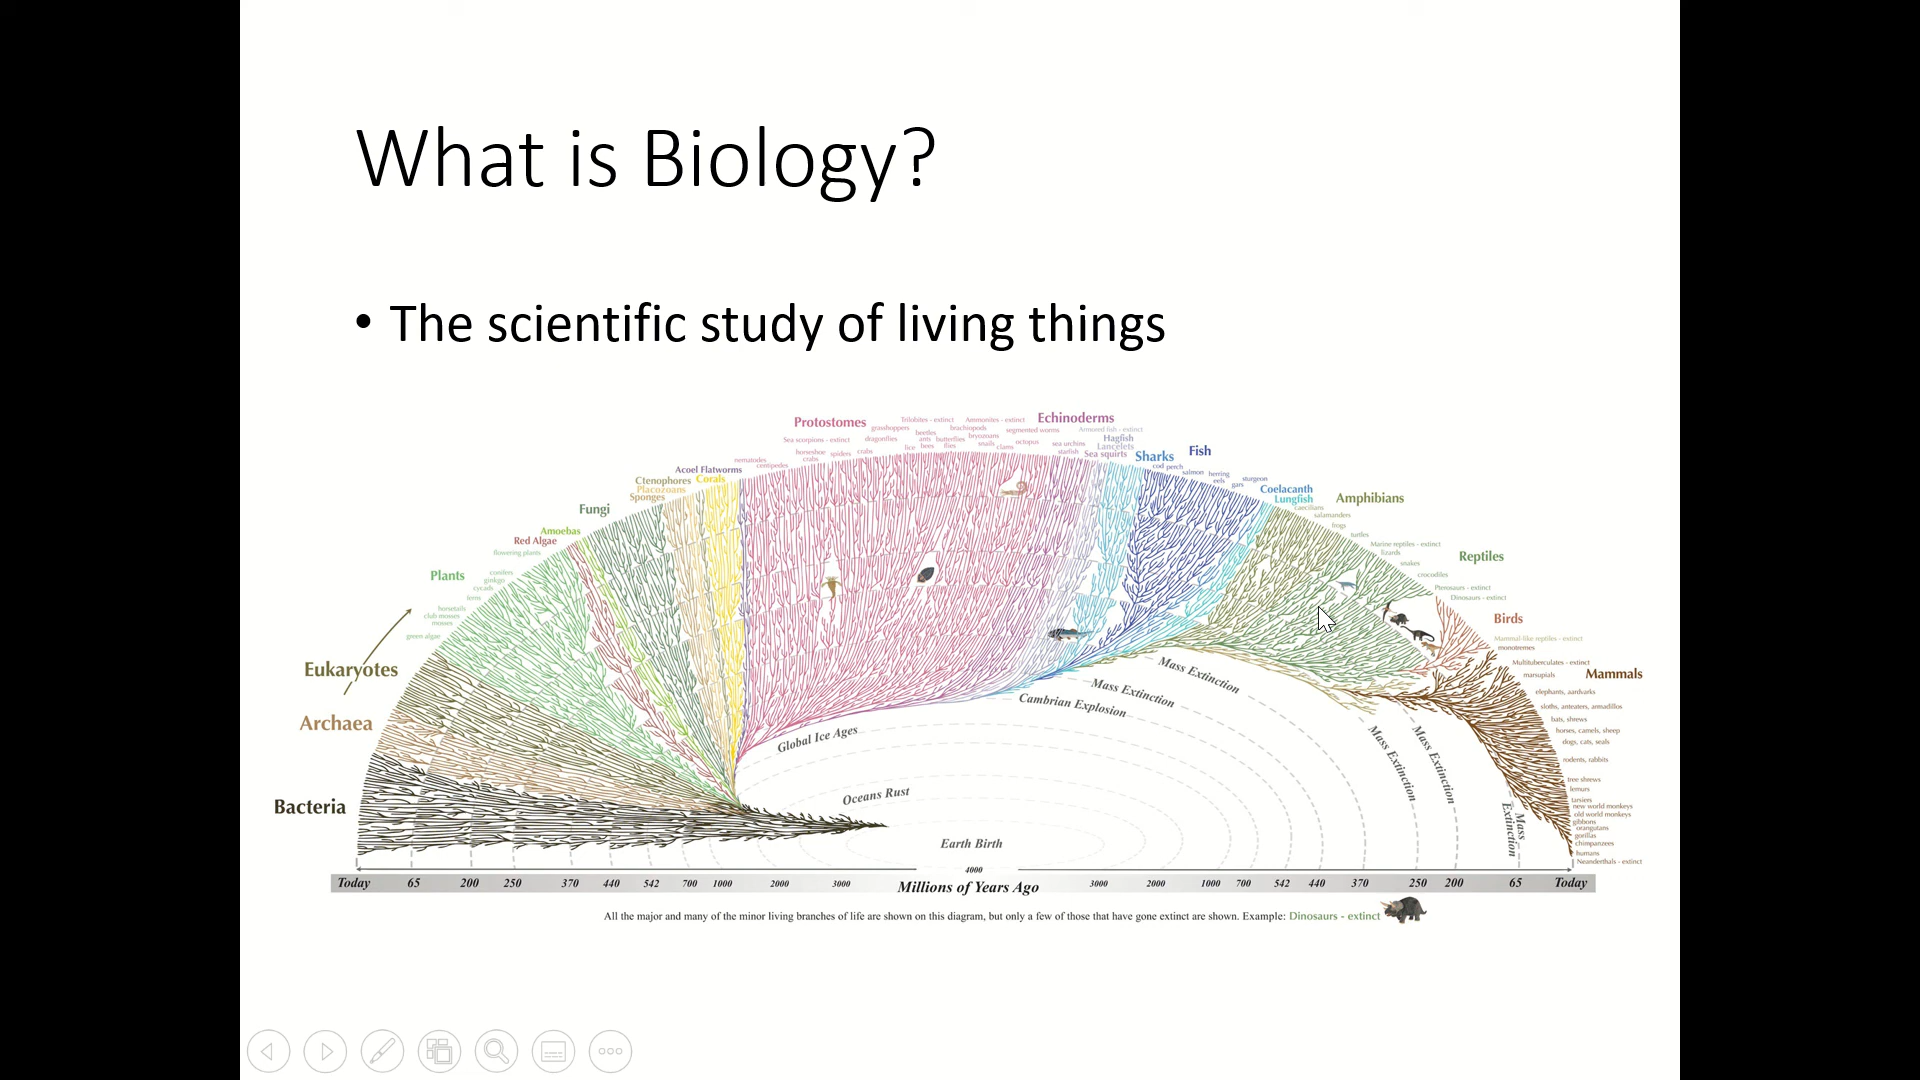 What is Biology?
• The scientific study of living things
Protostomes
Trilobites - extinct
Ammonites - extinct
Echinoderms
grasshoppers
brachiopods
segmented worms
Armored fish - extinct
Sea scorpions - extinct
dragonflies
beetles
ants
butterflies
bryozoans
octopus
sea urchins
Hagfish
Lancelets
lice
bees
flies
snails
clams
starfish
Sea squirts
horseshoe
crabs
spiders
crabs
nematodes
centipedes
Sharks
Fish
cod
perch
salmon
herring
eels
gars
sturgeon
Acoel Flatworms
Corals
Ctenophores
Placozoans
Sponges
Coelacanth
Lungfish
Amphibians
caecilians
salamanders
frogs
Fungi
Amoebas
Red Algae
flowering plants
turtles
Marine reptiles - extinct
lizards
snakes
Reptiles
crocodiles
Plants
conifers
ginkgo
cycads
ferns
horsetails
club mosses
mosses
green algae
Pterosaurs - extinct
Dinosaurs - extinct
Birds
Mammal-like reptiles - extinct
monotremes
Multituberculates - extinct
marsupials
Mammals
elephants, aardvarks
sloths, anteaters, armadillos
bats, shrews
horses, camels, sheep
dogs, cats, seals
rodents, rabbits
tree shrews
lemurs
tarsiers
new world monkeys
old world monkeys
gibbons
orangutans
gorillas
chimpanzees
humans
Neanderthals - extinct
Eukaryotes
Archaea
Bacteria
Mass Extinction
Mass Extinction
Cambrian Explosion
Global Ice Ages
Mass Extinction
Mass Extinction
Mass Extinction
Oceans Rust
Earth Birth
4000
Today 65 200 250 370 440 542 700 1000 2000 3000 Millions of Years Ago 3000 2000 1000 700 542 440 370 250 200 65 Today
All the major and many of the minor living branches of life are shown on this diagram, but only a few of those that have gone extinct are shown. Example: Dinosaurs - extinct